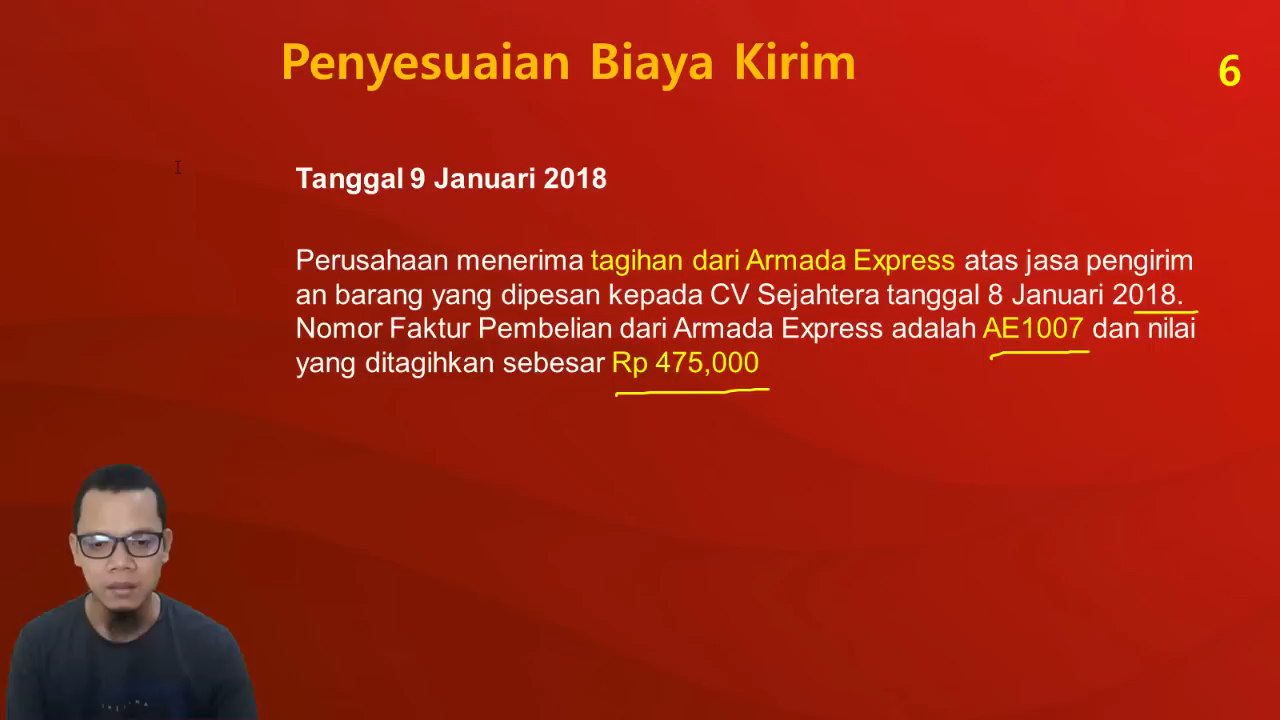 Penyesuaian Biaya Kirim
6
Tanggal 9 Januari 2018
Perusahaan menerima tagihan dari Armada Express atas jasa pengirim
an barang yang dipesan kepada CV Sejahtera tanggal 8 Januari 2018.
Nomor Faktur Pembelian dari Armada Express adalah AE1007 dan nilai
yang ditagihkan sebesar Rp 475,000